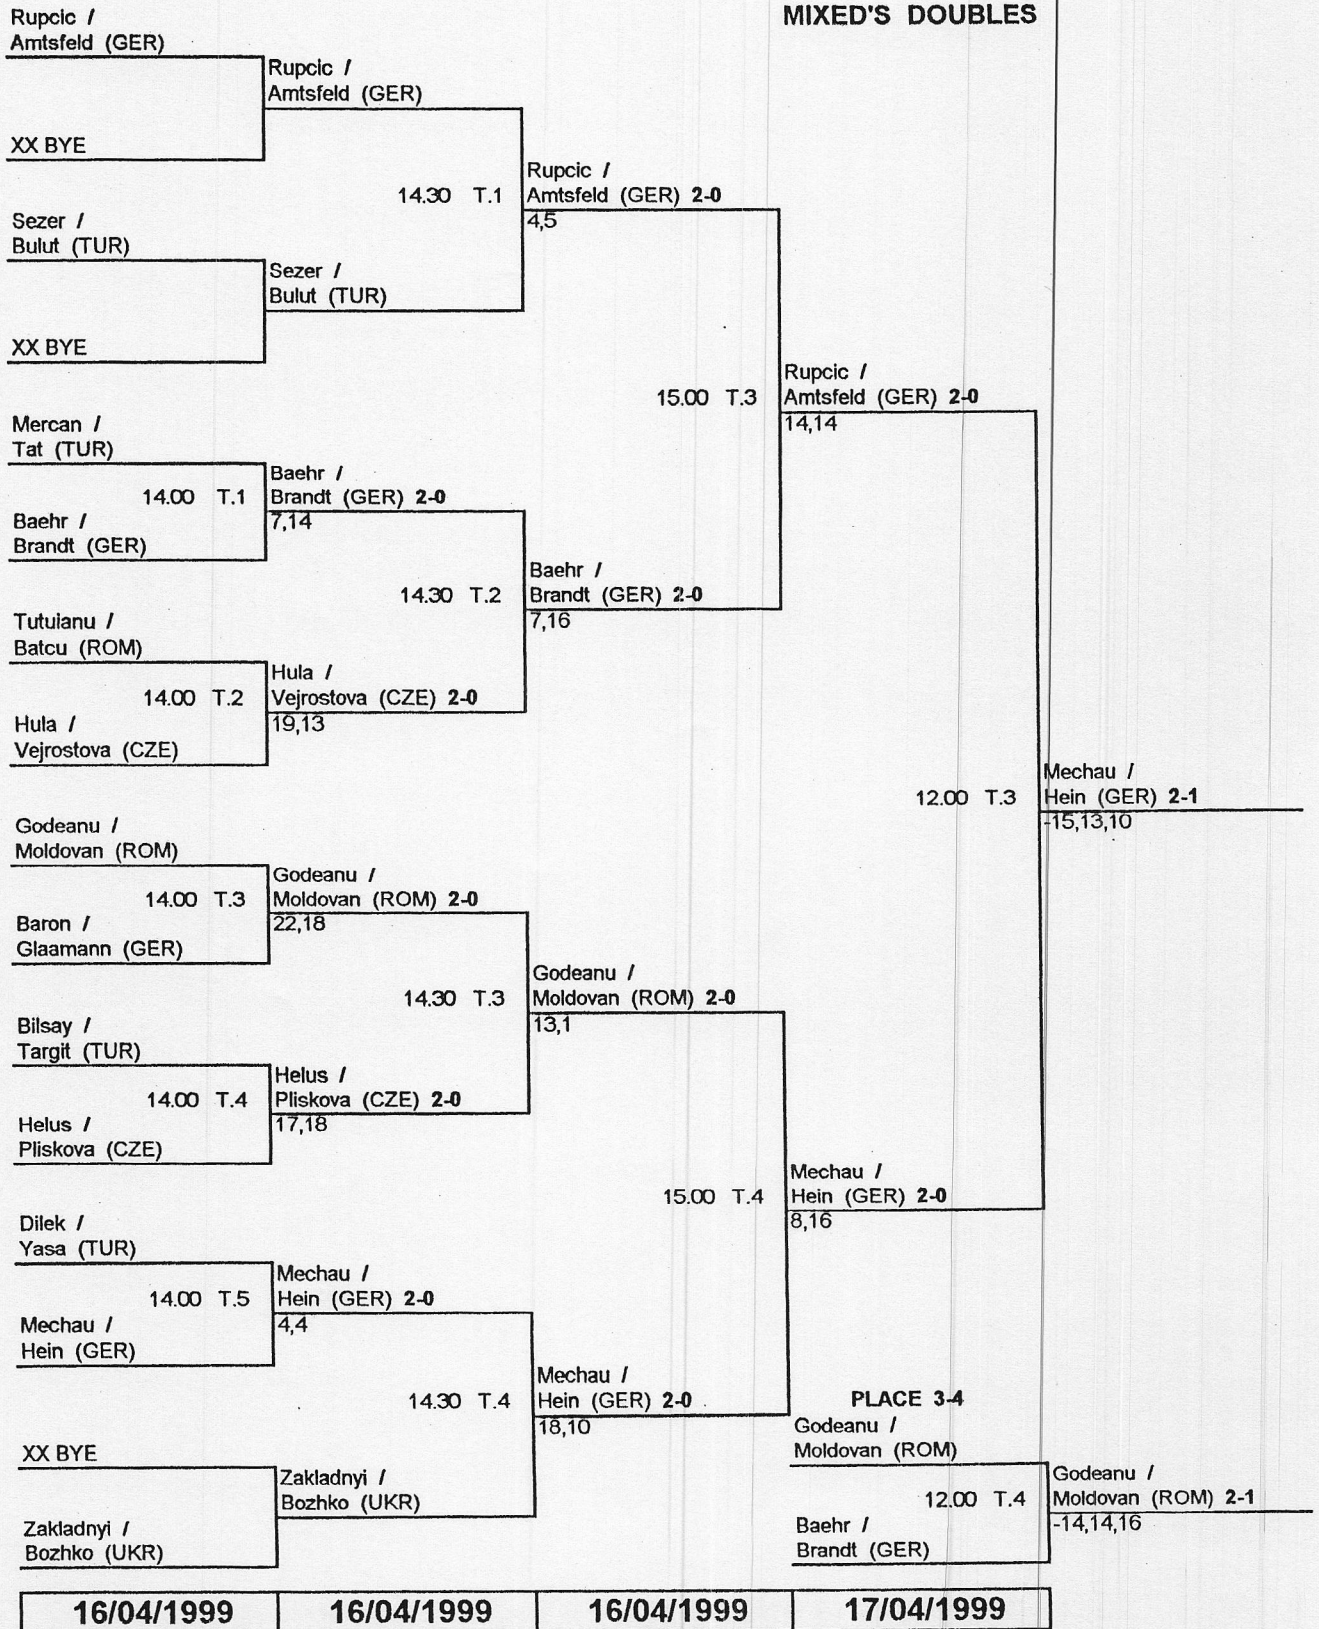 MIXED'S DOUBLES
Rupcic /
Amtsfeld (GER)
XX BYE
Sezer /
Bulut (TUR)
XX BYE
Mercan /
Tat (TUR)
14.00 T.1
Baehr /
Brandt (GER)
Tutuianu /
Batcu (ROM)
14.00 T.2
Hula /
Vejrostova (CZE)
Godeanu /
Moldovan (ROM)
14.00 T.3
Baron /
Glaamann (GER)
Bilsay /
Targit (TUR)
14.00 T.4
Helus /
Pliskova (CZE)
Dilek /
Yasa (TUR)
14.00 T.5
Mechau /
Hein (GER)
XX BYE
Zakladnyi /
Bozhko (UKR)
Rupcic /
Amtsfeld (GER)
14.30 T.1
Sezer /
Bulut (TUR)
Baehr /
Brandt (GER) 2-0
7,14
14.30 T.2
Hula /
Vejrostova (CZE) 2-0
19,13
Godeanu /
Moldovan (ROM) 2-0
22,18
14.30 T.3
Helus /
Pliskova (CZE) 2-0
17,18
Mechau /
Hein (GER) 2-0
4,4
14.30 T.4
Zakladnyi /
Bozhko (UKR)
Rupcic /
Amtsfeld (GER) 2-0
4,5
15.00 T.3
Baehr /
Brandt (GER) 2-0
7,16
Godeanu /
Moldovan (ROM) 2-0
13,1
15.00 T.4
Mechau /
Hein (GER) 2-0
18,10
Rupcic /
Amtsfeld (GER) 2-0
14,14
12.00 T.3
Mechau /
Hein (GER) 2-0
8,16
Mechau /
Hein (GER) 2-1
-15,13,10
PLACE 3-4
Godeanu /
Moldovan (ROM)
12.00 T.4
Baehr /
Brandt (GER)
Godeanu /
Moldovan (ROM) 2-1
-14,14,16
16/04/1999 16/04/1999 16/04/1999 17/04/1999